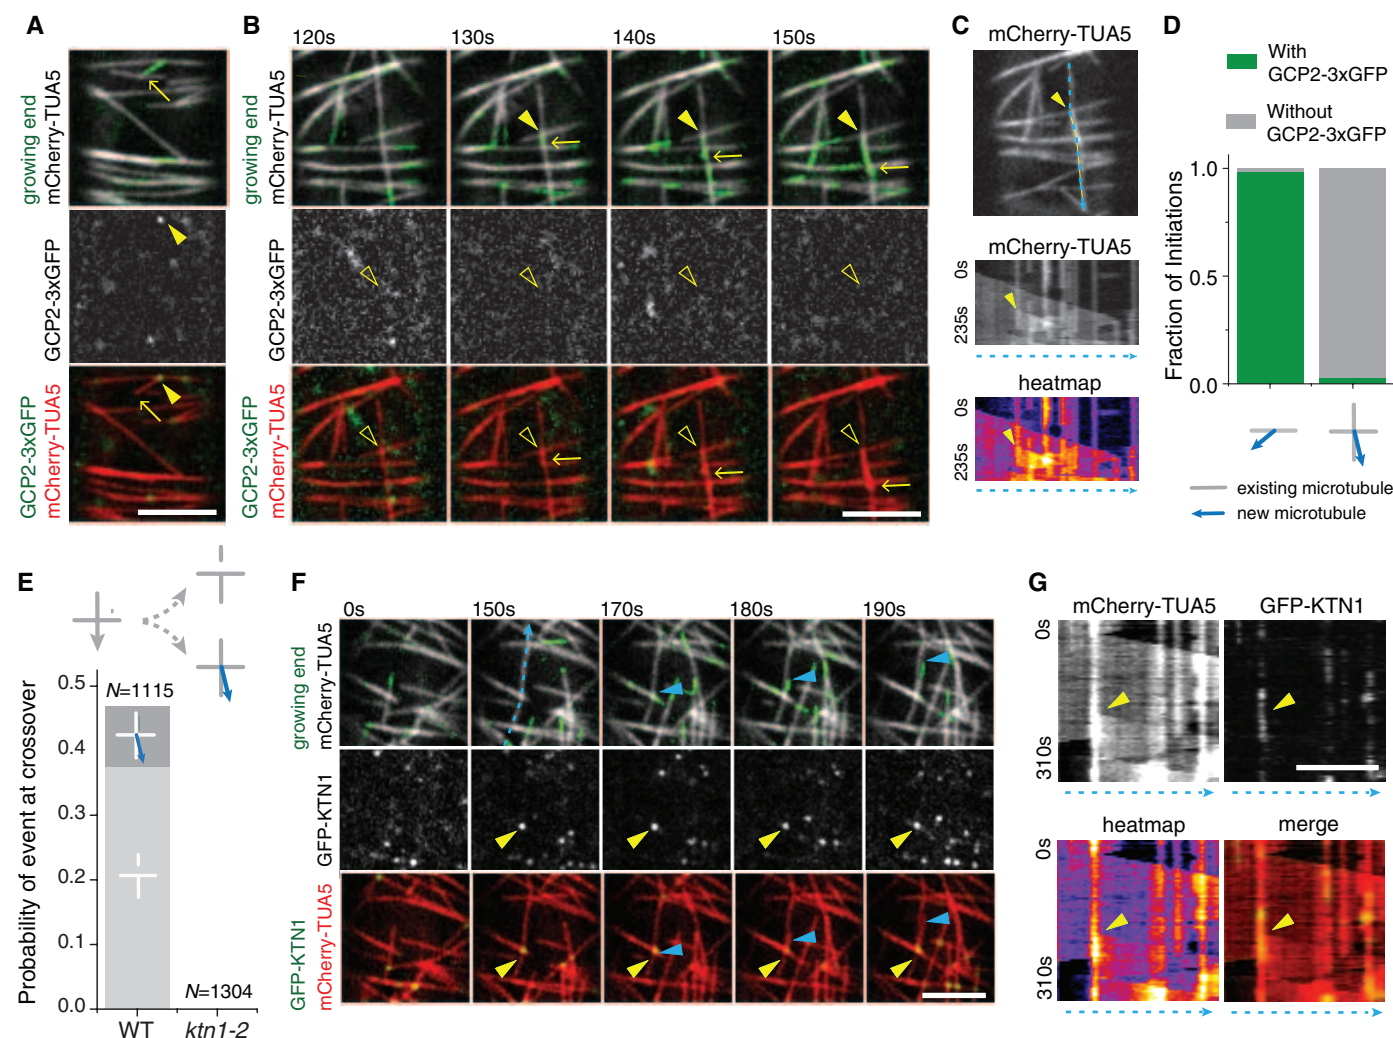 A
growing end
mCherry-TUA5
GCP2-3xGFP
GCP2-3xGFP
mCherry-TUA5
B
120s 130s 140s 150s
growing end
mCherry-TUA5
GCP2-3xGFP
GCP2-3xGFP
mCherry-TUA5
C
mCherry-TUA5
mCherry-TUA5
0s
235s
heatmap
0s
235s
D
With
GCP2-3xGFP
Without
GCP2-3xGFP
Fraction of Initiations
1.0
0.5
0.0
existing microtubule
new microtubule
E
Probability of event at crossover
0.5
0.4
0.3
0.2
0.1
0.0
N=1115
N=1304
WT ktn1-2
F
0s 150s 170s 180s 190s
growing end
mCherry-TUA5
GFP-KTN1
GFP-KTN1
mCherry-TUA5
G
mCherry-TUA5 GFP-KTN1
0s
310s
heatmap merge
0s
310s